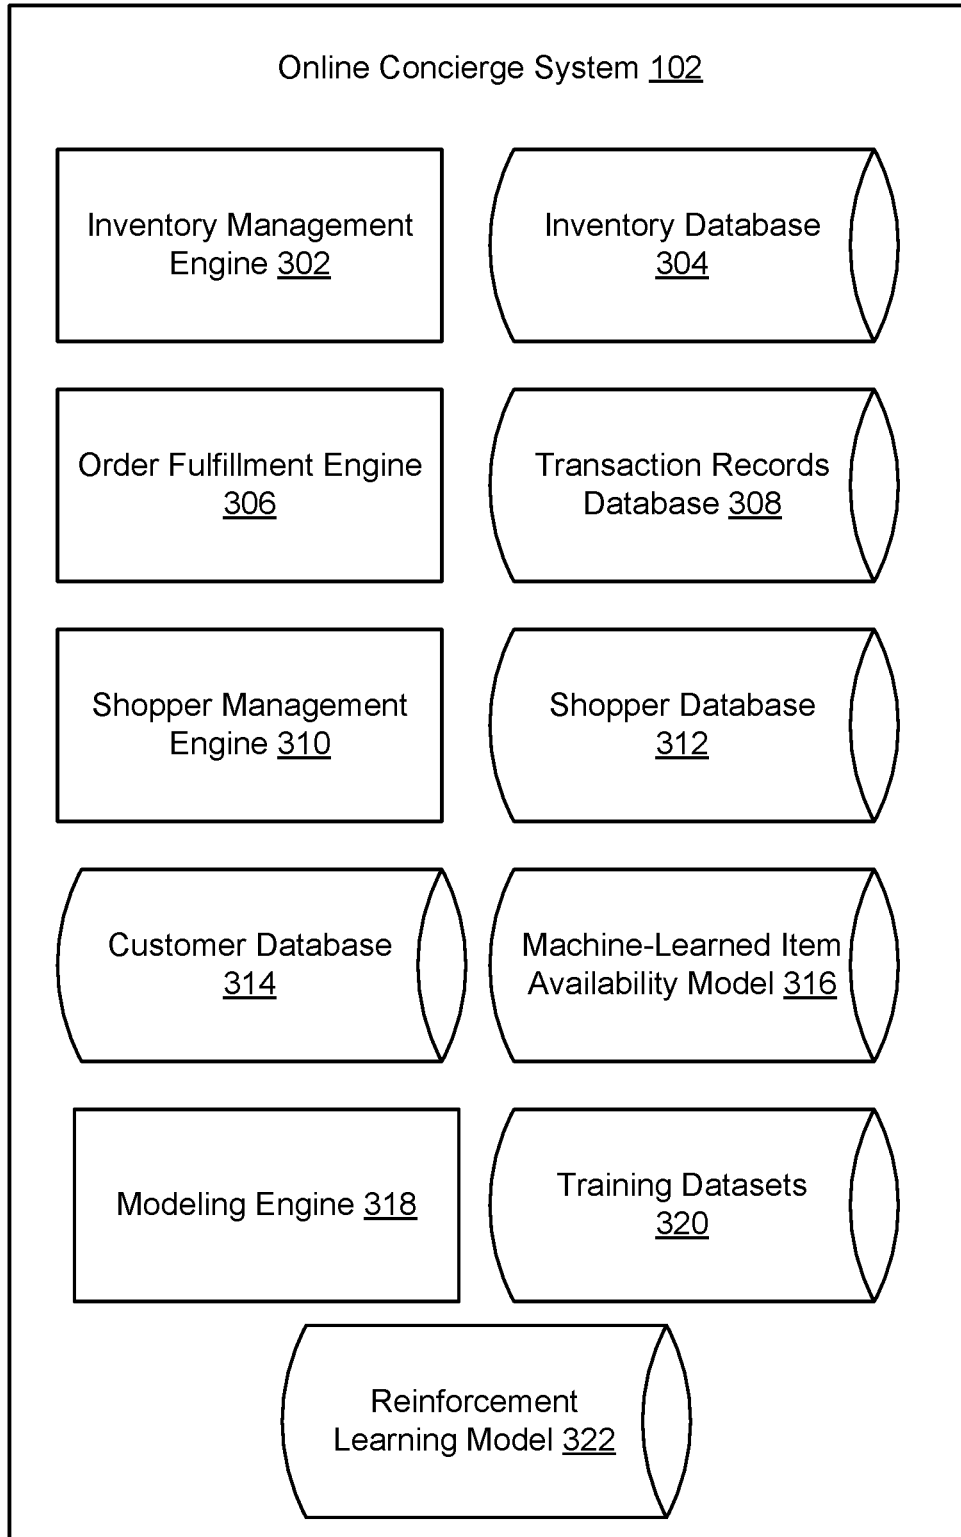 Online Concierge System 102
Inventory Management
Engine 302
Inventory Database
304
Order Fulfillment Engine
306
Transaction Records
Database 308
Shopper Management
Engine 310
Shopper Database
312
Customer Database
314
Machine-Learned Item
Availability Model 316
Modeling Engine 318
Training Datasets
320
Reinforcement
Learning Model 322